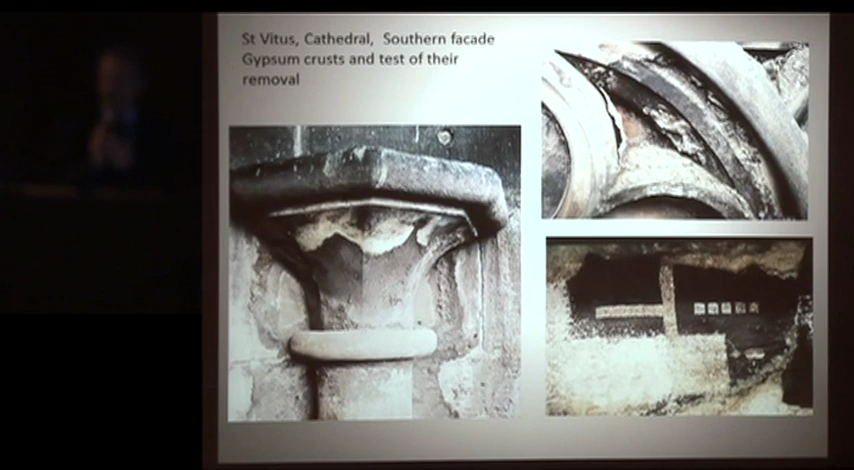 St Vitus, Cathedral, Southern facade
Gypsum crusts and test of their
removal